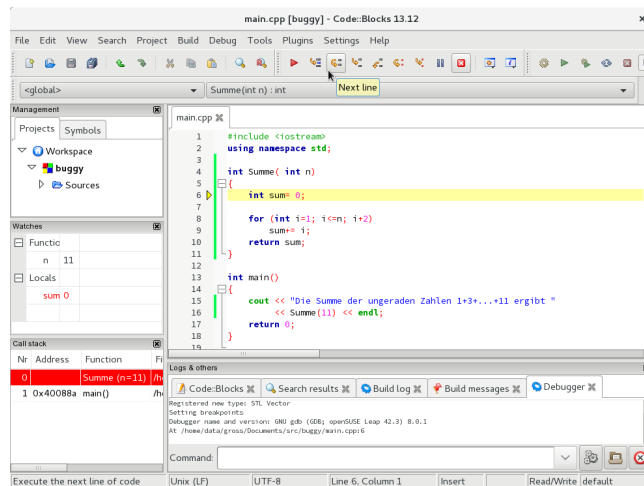 main.cpp [buggy] - Code::Blocks 13.12
File Edit View Search Project Build Debug Tools Plugins Settings Help
<global>
Summe(int n) : int
Next line
Management
Projects Symbols
Workspace
buggy
Sources
Watches
Functio
n 11
Locals
sum 0
Call stack
Nr Address Function Fi
0 Summe (n=11) /h
1 0x40088a main() /h
main.cpp
1 #include <iostream>
2 using namespace std;
3
4 int Summe( int n)
5 {
6 int sum= 0;
7
8 for (int i=1; i<=n; i+2)
9 sum+= i;
10 return sum;
11 }
12
13 int main()
14 {
15 cout << "Die Summe der ungeraden Zahlen 1+3+...+11 ergibt "
16 << Summe(11) << endl;
17 return 0;
18 }
19
Logs & others
Code::Blocks Search results Build log Build messages Debugger
Registered new type: STL Vector
Setting breakpoints
Debugger name and version: GNU gdb (GDB; openSUSE Leap 42.3) 8.0.1
At /home/data/gross/Documents/src/buggy/main.cpp:6
Command:
Execute the next line of code Unix (LF) UTF-8 Line 6, Column 1 Insert Read/Write default